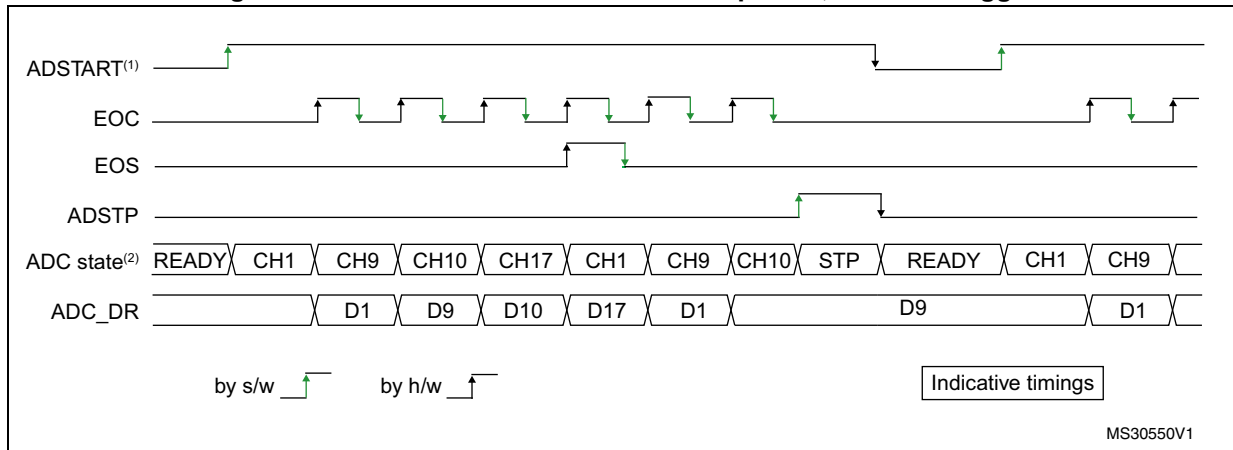 ADSTART(1)
EOC
EOS
ADSTP
ADC state(2) READY CH1 CH9 CH10 CH17 CH1 CH9 CH10 STP READY CH1 CH9
ADC_DR D1 D9 D10 D17 D1 D9 D1
by s/w by h/w Indicative timings
MS30550V1